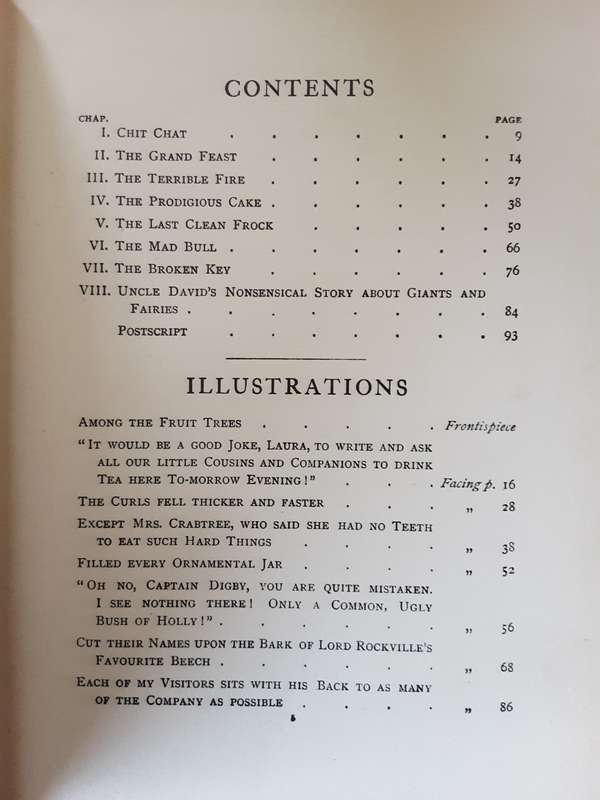 CONTENTS
CHAP. PAGE
I. CHIT CHAT . . . . . . . 9
II. THE GRAND FEAST . . . . . . 14
III. THE TERRIBLE FIRE . . . . . . 27
IV. THE PRODIGIOUS CAKE . . . . . . 38
V. THE LAST CLEAN FROCK . . . . . 50
VI. THE MAD BULL . . . . . . . 66
VII. THE BROKEN KEY . . . . . . 76
VIII. UNCLE DAVID'S NONSENSICAL STORY ABOUT GIANTS AND
FAIRIES . . . . . . . . 84
POSTSCRIPT . . . . . . . 93
ILLUSTRATIONS
AMONG THE FRUIT TREES . . . . . Frontispiece
"IT WOULD BE A GOOD JOKE, LAURA, TO WRITE AND ASK
ALL OUR LITTLE COUSINS AND COMPANIONS TO DRINK
TEA HERE TO-MORROW EVENING!" . . . Facing p. 16
THE CURLS FELL THICKER AND FASTER . . . „ 28
EXCEPT MRS. CRABTREE, WHO SAID SHE HAD NO TEETH
TO EAT SUCH HARD THINGS . . . . „ 38
FILLED EVERY ORNAMENTAL JAR . . . . „ 52
"OH NO, CAPTAIN DIGBY, YOU ARE QUITE MISTAKEN.
I SEE NOTHING THERE! ONLY A COMMON, UGLY
BUSH OF HOLLY!" . . . . . . „ 56
CUT THEIR NAMES UPON THE BARK OF LORD ROCKVILLE'S
FAVOURITE BEECH . . . . . . „ 68
EACH OF MY VISITORS SITS WITH HIS BACK TO AS MANY
OF THE COMPANY AS POSSIBLE . . . . „ 86